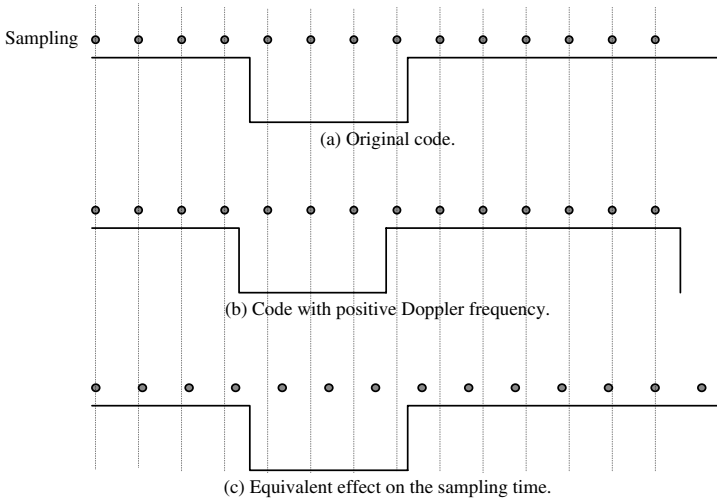 Sampling
(a) Original code.
(b) Code with positive Doppler frequency.
(c) Equivalent effect on the sampling time.